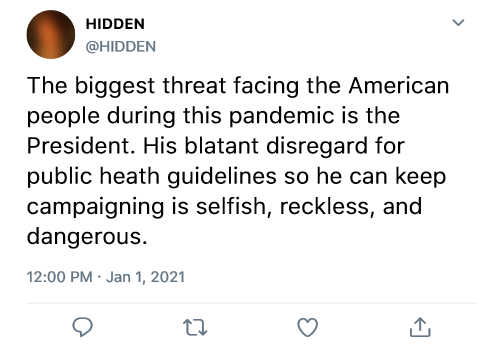 HIDDEN
@HIDDEN
The biggest threat facing the American
people during this pandemic is the
President. His blatant disregard for
public heath guidelines so he can keep
campaigning is selfish, reckless, and
dangerous.
12:00 PM · Jan 1, 2021